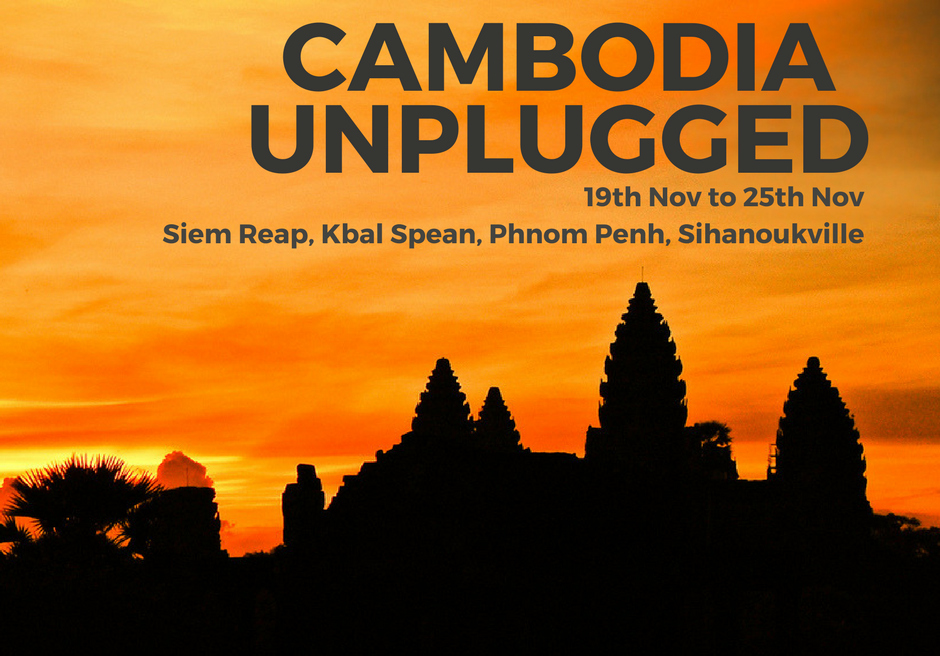 CAMBODIA
UNPLUGGED
19th Nov to 25th Nov
Siem Reap, Kbal Spean, Phnom Penh, Sihanoukville